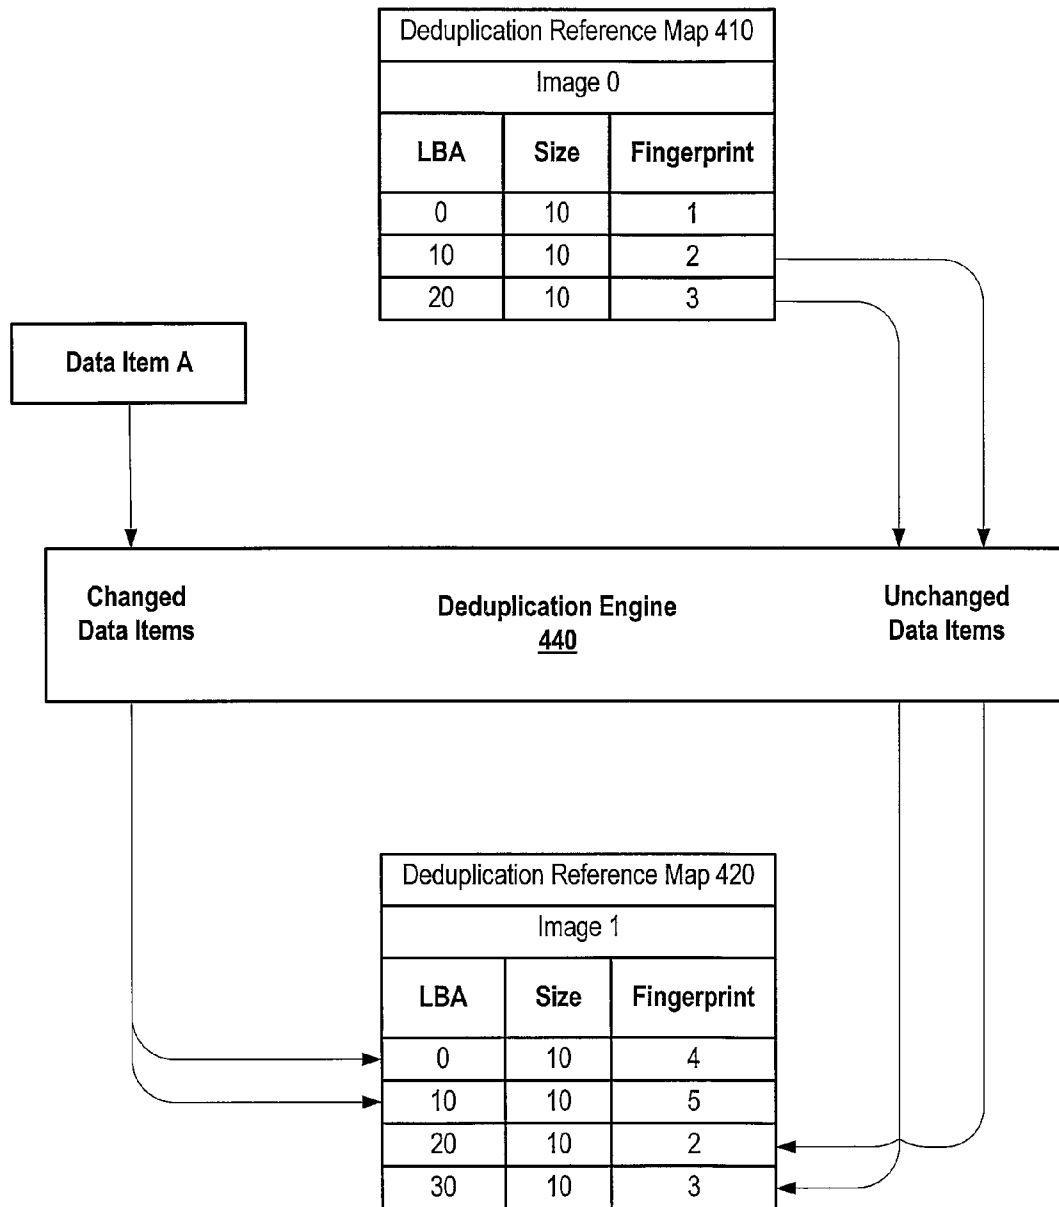 Deduplication Reference Map 410
Image 0
LBA Size Fingerprint
0 10 1
10 10 2
20 10 3
Data Item A
Changed
Data Items
Deduplication Engine
440
Unchanged
Data Items
Deduplication Reference Map 420
Image 1
LBA Size Fingerprint
0 10 4
10 10 5
20 10 2
30 10 3